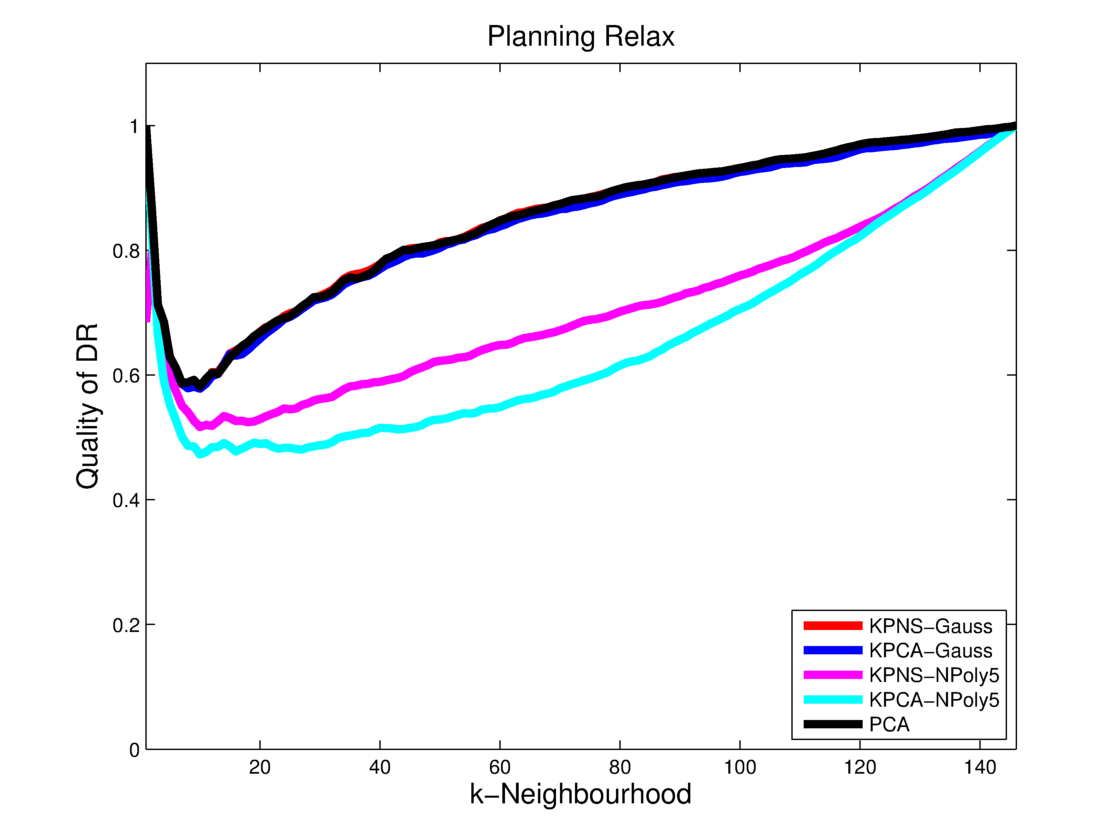 Planning Relax
Quality of DR
1
0.8
0.6
0.4
0.2
0
20 40 60 80 100 120 140
k−Neighbourhood
KPNS−Gauss
KPCA−Gauss
KPNS−NPoly5
KPCA−NPoly5
PCA